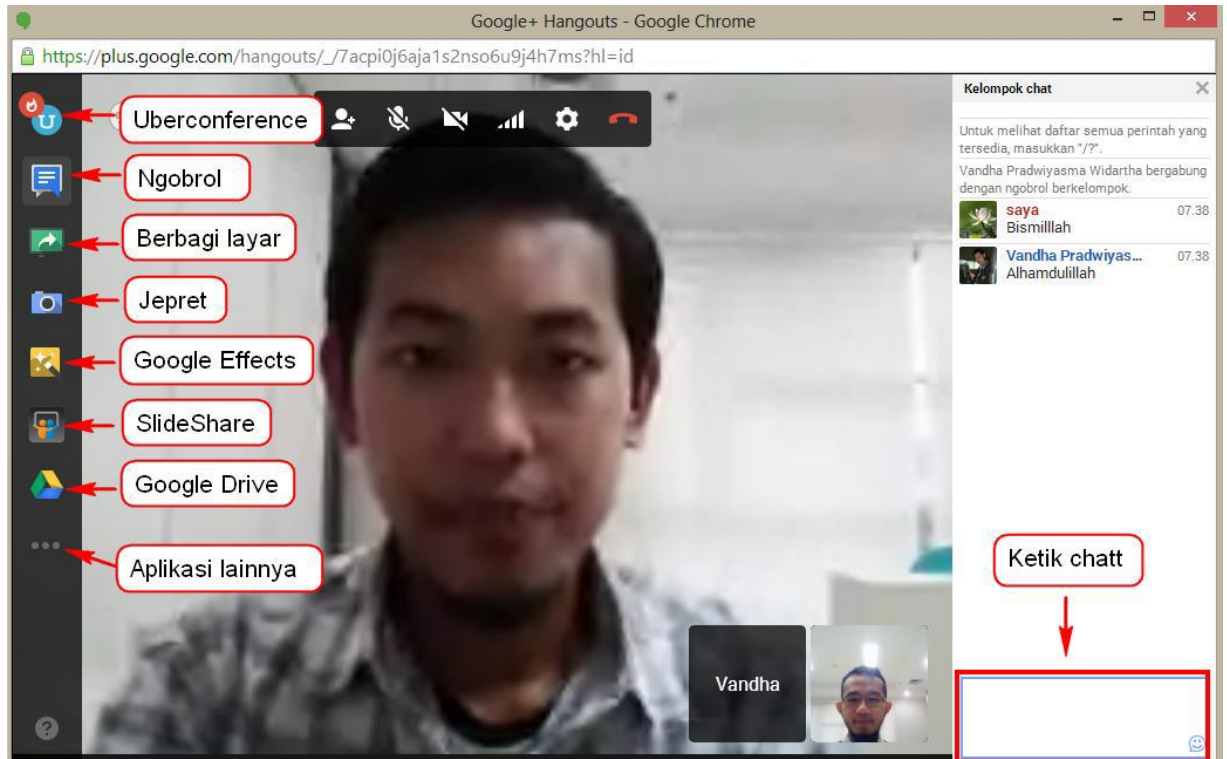 Google+ Hangouts - Google Chrome
https://plus.google.com/hangouts/_/7acpi0j6aja1s2nso6u9j4h7ms?hl=id
Uberconference
Ngobrol
Berbagi layar
Jepret
Google Effects
SlideShare
Google Drive
Aplikasi lainnya
Vandha
Kelompok chat
Untuk melihat daftar semua perintah yang
tersedia, masukkan "/?".
Vandha Pradwiyasma Widartha bergabung
dengan ngobrol berkelompok.
saya 07.38
Bismilllah
Vandha Pradwiyas... 07.38
Alhamdulillah
Ketik chatt